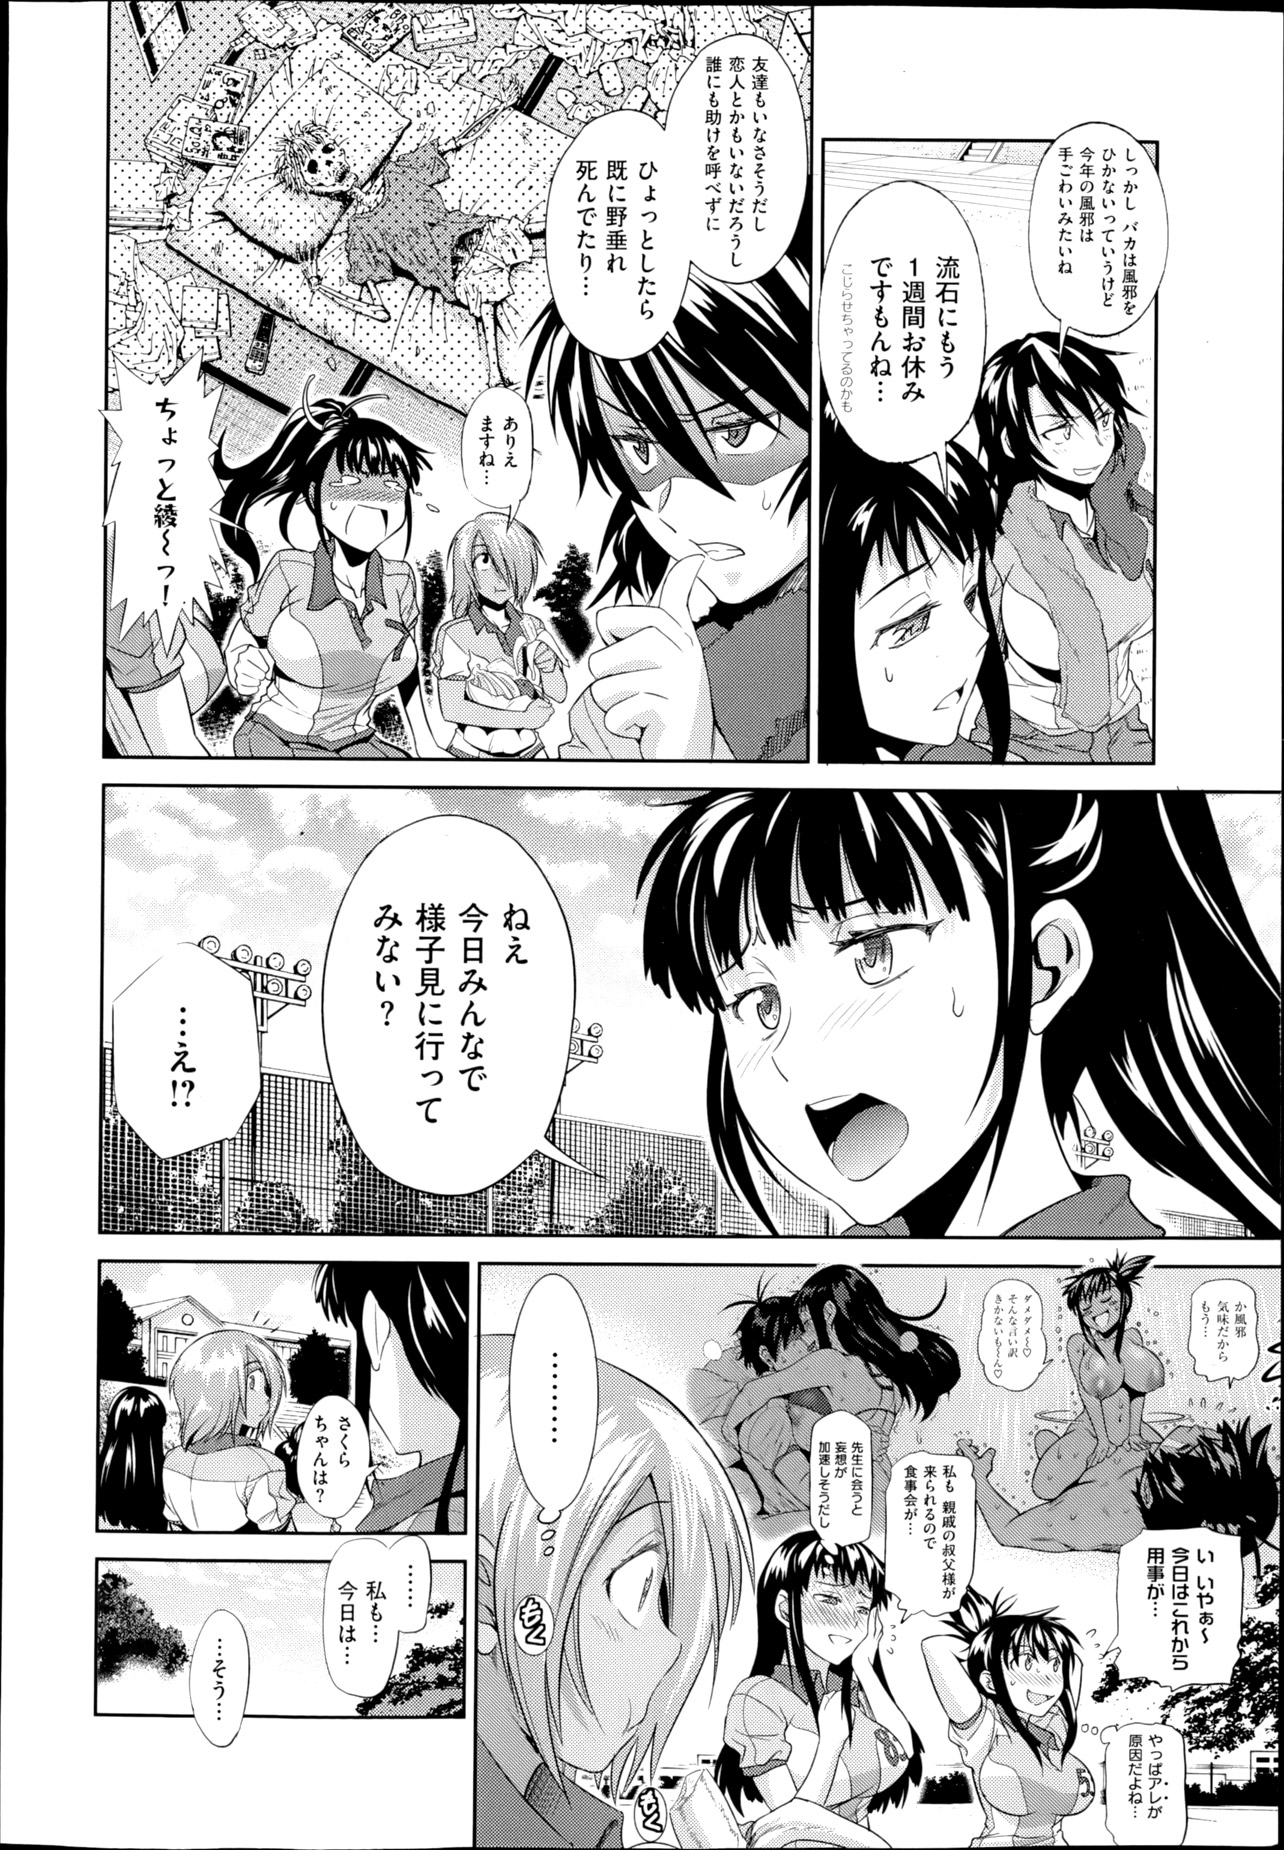 しっかし バカは風邪を
ひかないっていうけど
今年の風邪は
手ごわいみたいね
流石にもう
1週間お休み
ですもんね…
こじらせちゃってるのかも
友達もいなさそうだし
恋人とかもいないだろうし
誰にも助けを呼べずに
ひょっとしたら
既に野垂れ
死んでたり…
ありえ
ますね…
ちょっと綾〜っ！
ねえ
今日みんなで
様子見に行って
みない？
…え!?
か風邪
気味だから
もう…
ダメダメ〜♡
そんな言い訳
きかないもくん♡
い いやぁ〜
今日はこれから
用事が…
やっぱアレが
原因だよね…
私も 親戚の叔父様が
来られるので
食事会が…
先生に会うと
妄想が
加速しそうだし
………
もく
もく
さくら
ちゃんは？
……
私も…
今日は…
…そう…